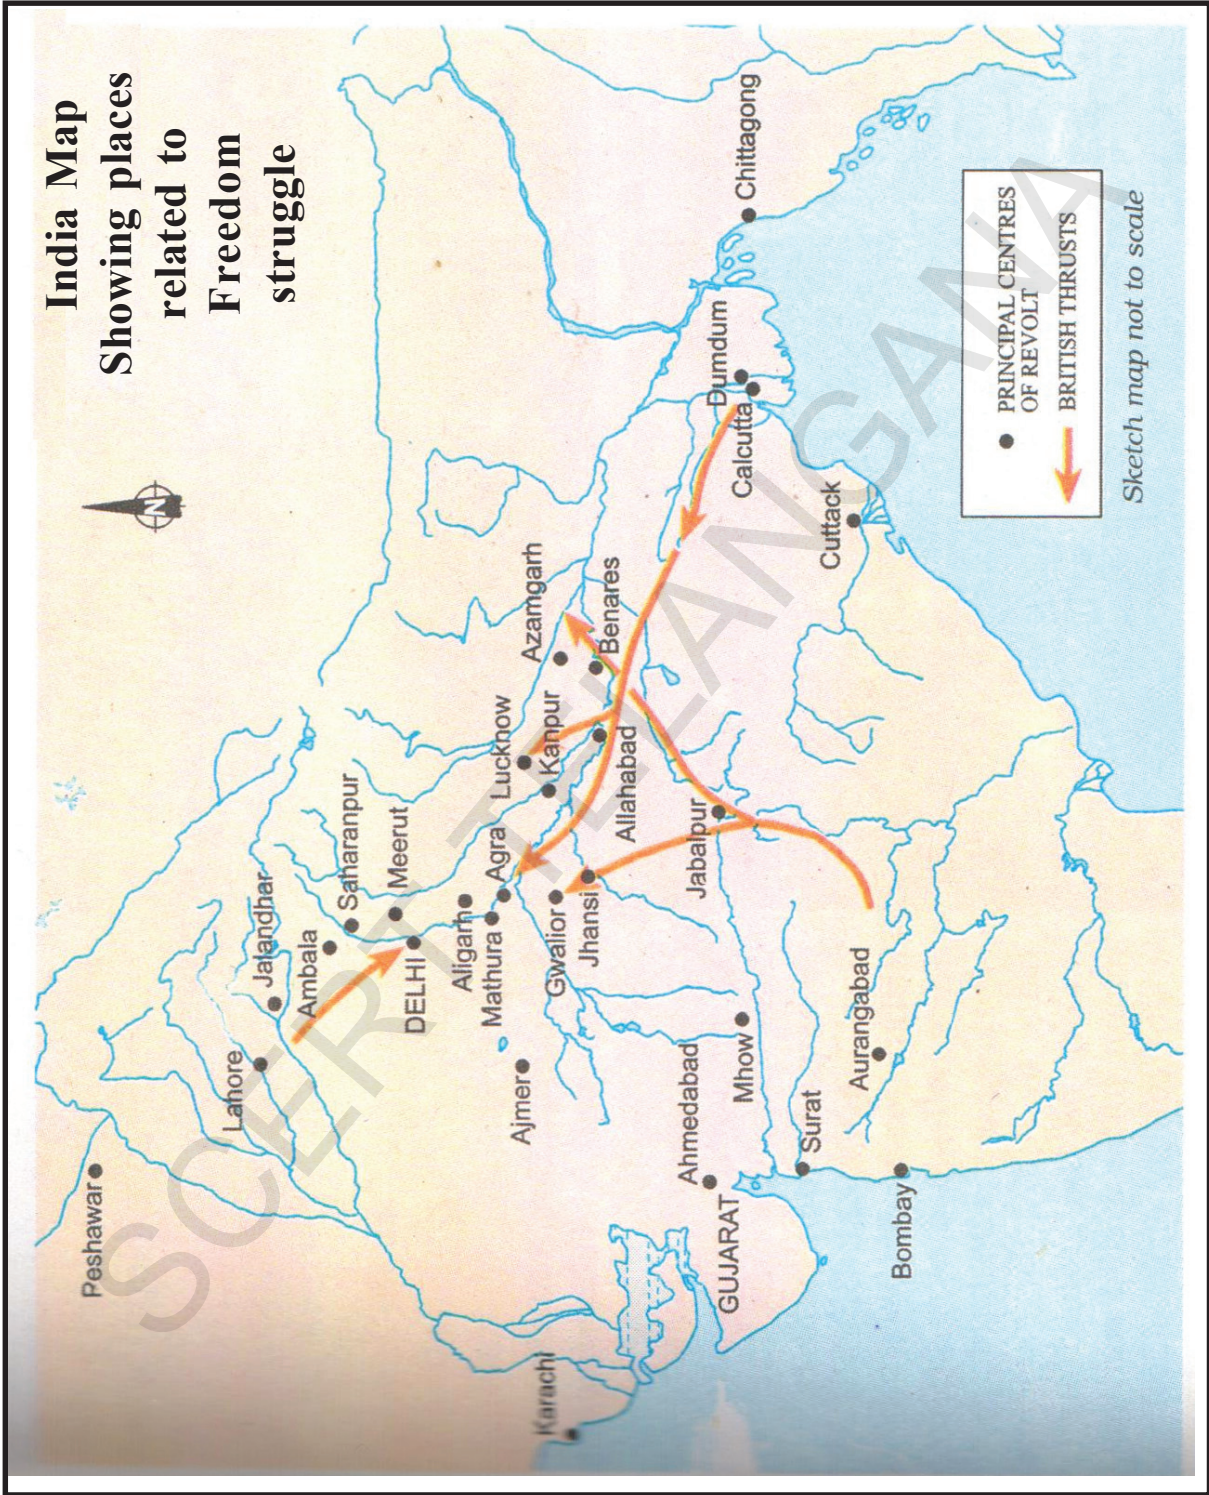 India Map
Showing places
related to
Freedom
struggle
N
Peshawar
Lahore
Jalandhar
Ambala
Saharanpur
Meerut
DELHI
Aligarh
Mathura
Agra
Ajmer
Lucknow
Kanpur
Azamgarh
Benares
Gwalior
Jhansi
Allahabad
Karachi
Jabalpur
Ahmedabad
GUJARAT
Mhow
Surat
Aurangabad
Bombay
Dumdum
Calcutta
Chittagong
Cuttack
PRINCIPAL CENTRES
OF REVOLT
BRITISH THRUSTS
Sketch map not to scale
SCERT TELANGANA